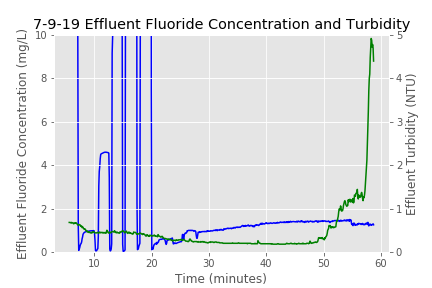 7-9-19 Effluent Fluoride Concentration and Turbidity
Effluent Fluoride Concentration (mg/L)
10
8
6
4
2
0
5
4
3
2
1
0
Effluent Turbidity (NTU)
10 20 30 40 50 60
Time (minutes)